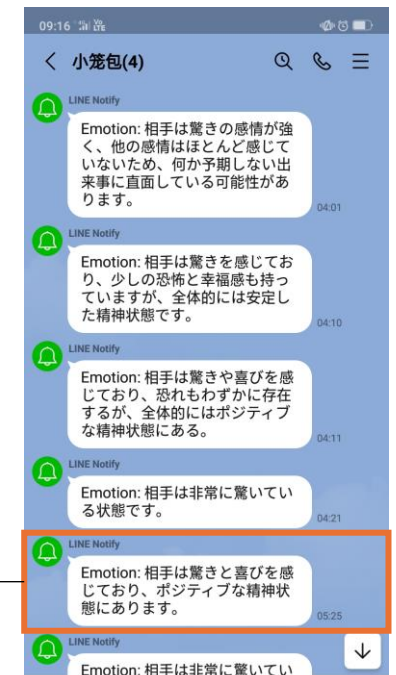 09:16
小笼包(4)
LINE Notify
Emotion: 相手は驚きの感情が強
く、他の感情はほとんど感じて
いないため、何か予期しない出
来事に直面している可能性があ
ります。
04:01
LINE Notify
Emotion: 相手は驚きを感じてお
り、少しの恐怖と幸福感も持っ
ていますが、全体的には安定し
た精神状態です。
04:10
LINE Notify
Emotion: 相手は驚きや喜びを感
じており、恐れもわずかに存在
するが、全体的にはポジティブ
な精神状態にある。
04:11
LINE Notify
Emotion: 相手は非常に驚いてい
る状態です。
04:21
LINE Notify
Emotion: 相手は驚きと喜びを感
じており、ポジティブな精神状
態にあります。
05:25
LINE Notify
Emotion: 相手は非常に驚いてい